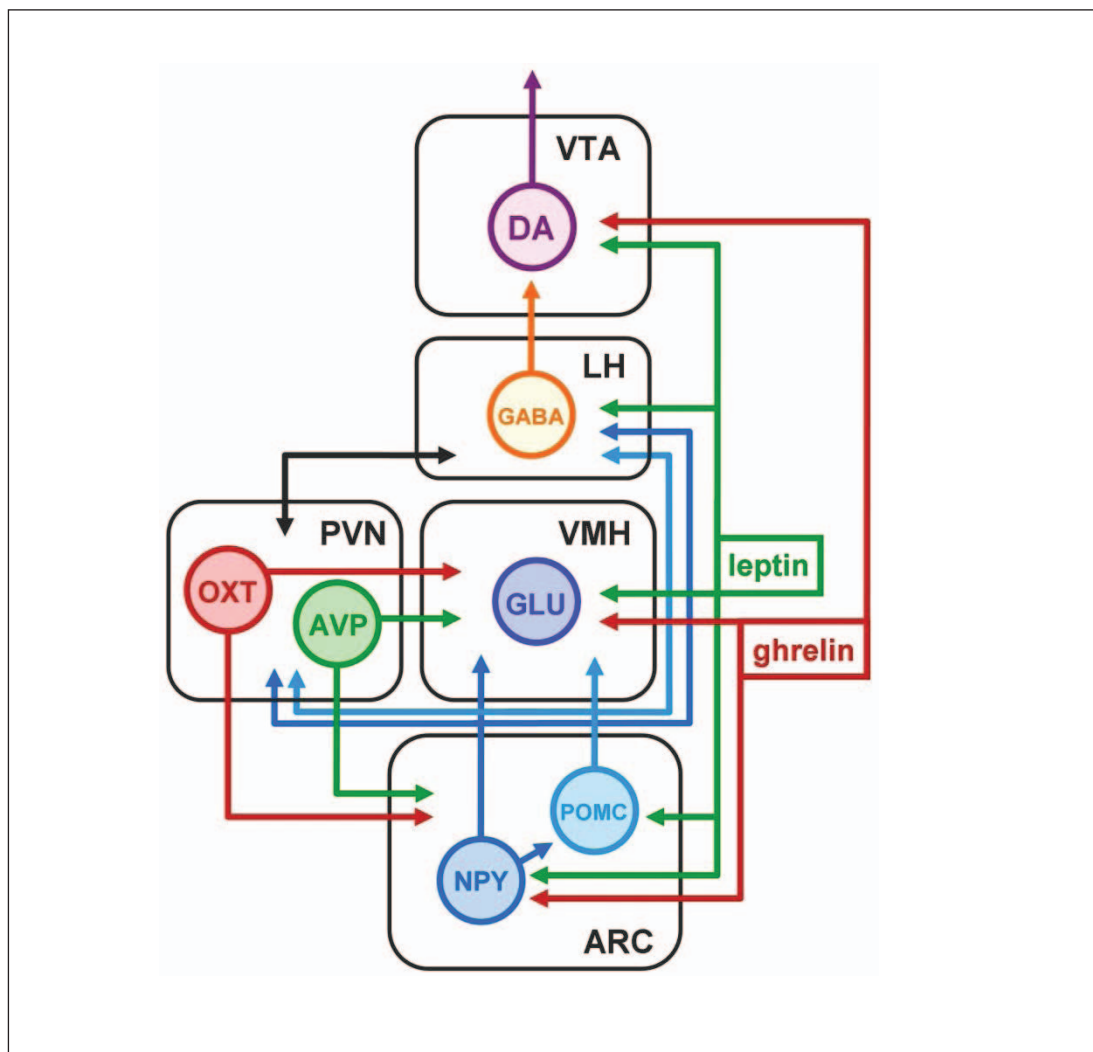 VTA
DA
LH
GABA
PVN
VMH
OXT
AVP
GLU
leptin
ghrelin
POMC
NPY
ARC